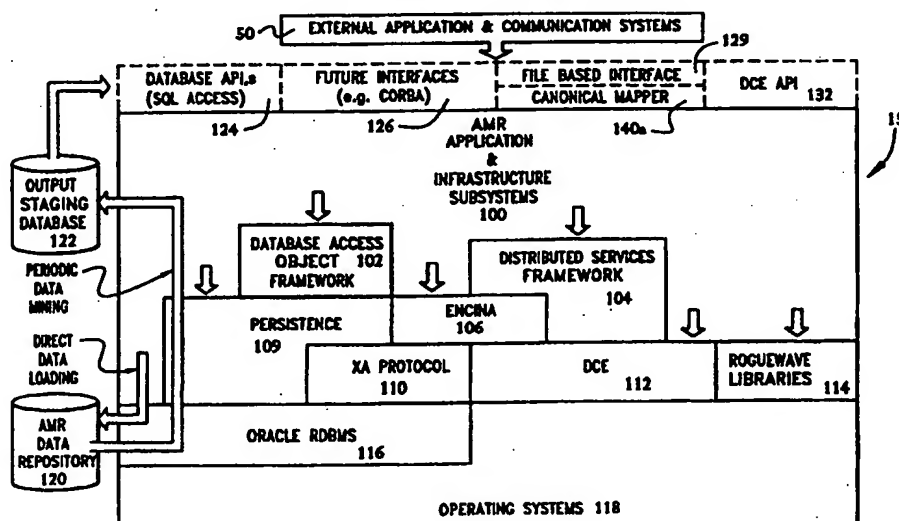 50
EXTERNAL APPLICATION & COMMUNICATION SYSTEMS
129
DATABASE API,s
(SQL ACCESS)
124
FUTURE INTERFACES
(e.g. CORBA)
126
FILE BASED INTERFACE
CANONICAL MAPPER
140a
DCE API
132
AMR
APPLICATION
&
INFRASTRUCTURE
SUBSYSTEMS
100
OUTPUT
STAGING
DATABASE
122
DATABASE ACCESS
OBJECT 102
FRAMEWORK
DISTRIBUTED SERVICES
FRAMEWORK
104
PERIODIC
DATA
MINING
PERSISTENCE
109
ENCINA
106
DIRECT
DATA
LOADING
XA PROTOCOL
110
DCE
112
ROGUEWAVE
LIBRARIES
114
AMR
DATA
REPOSITORY
120
ORACLE RDBMS
116
OPERATING SYSTEMS 118